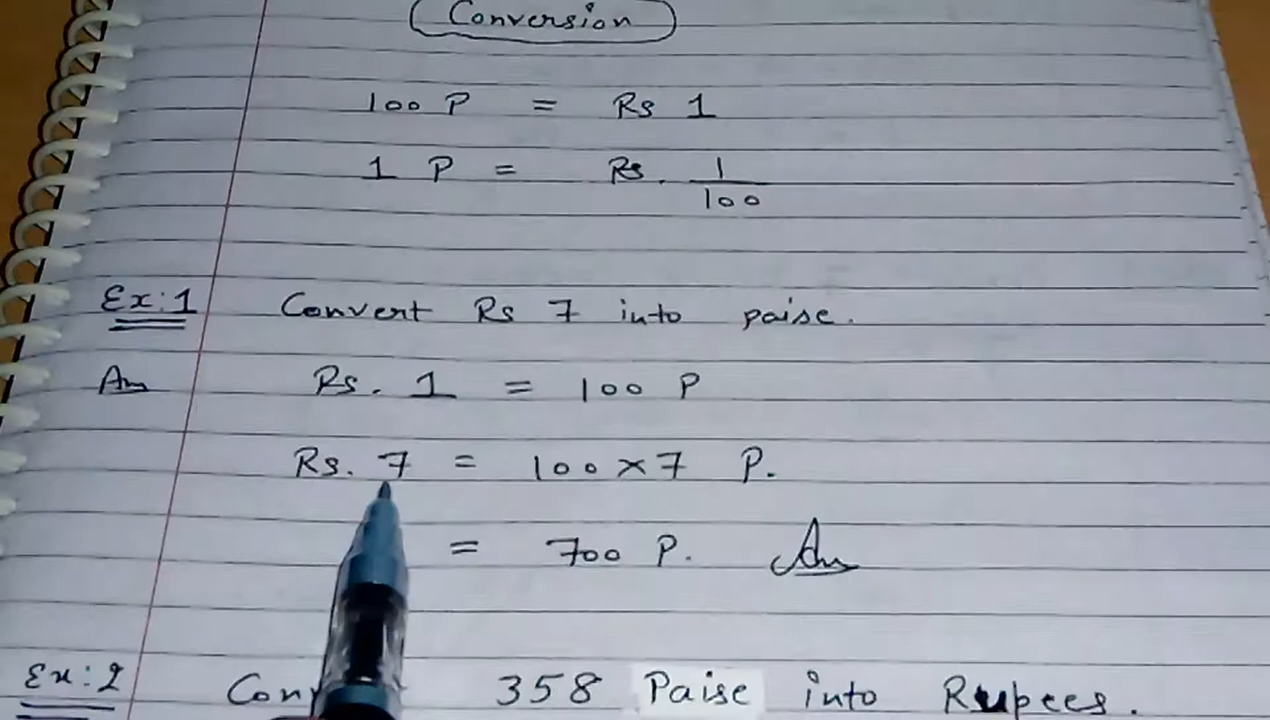 Conversion
100 P = Rs 1
1 P = Rs. 1/100
Ex:1 Convert Rs 7 into paise.
Ans Rs. 1 = 100 P
Rs. 7 = 100 × 7 P.
= 700 P. Ans
Ex:2 Con 358 Paise into Rupees.